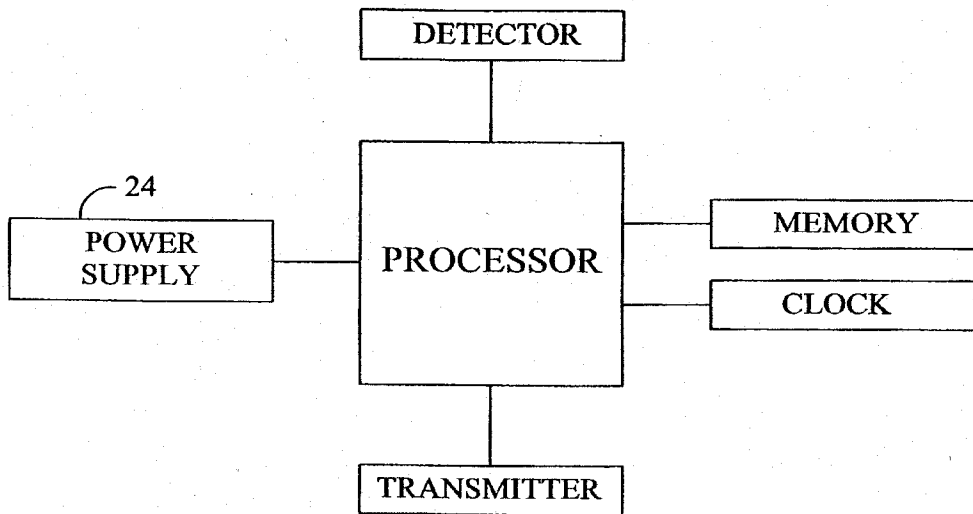 DETECTOR
24
POWER
SUPPLY
PROCESSOR
MEMORY
CLOCK
TRANSMITTER